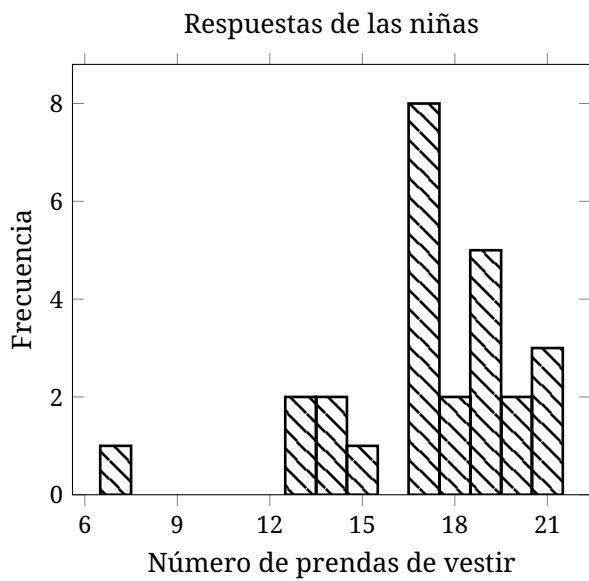 Respuestas de las niñas
8
6
4
2
0
Frecuencia
6 9 12 15 18 21
Número de prendas de vestir